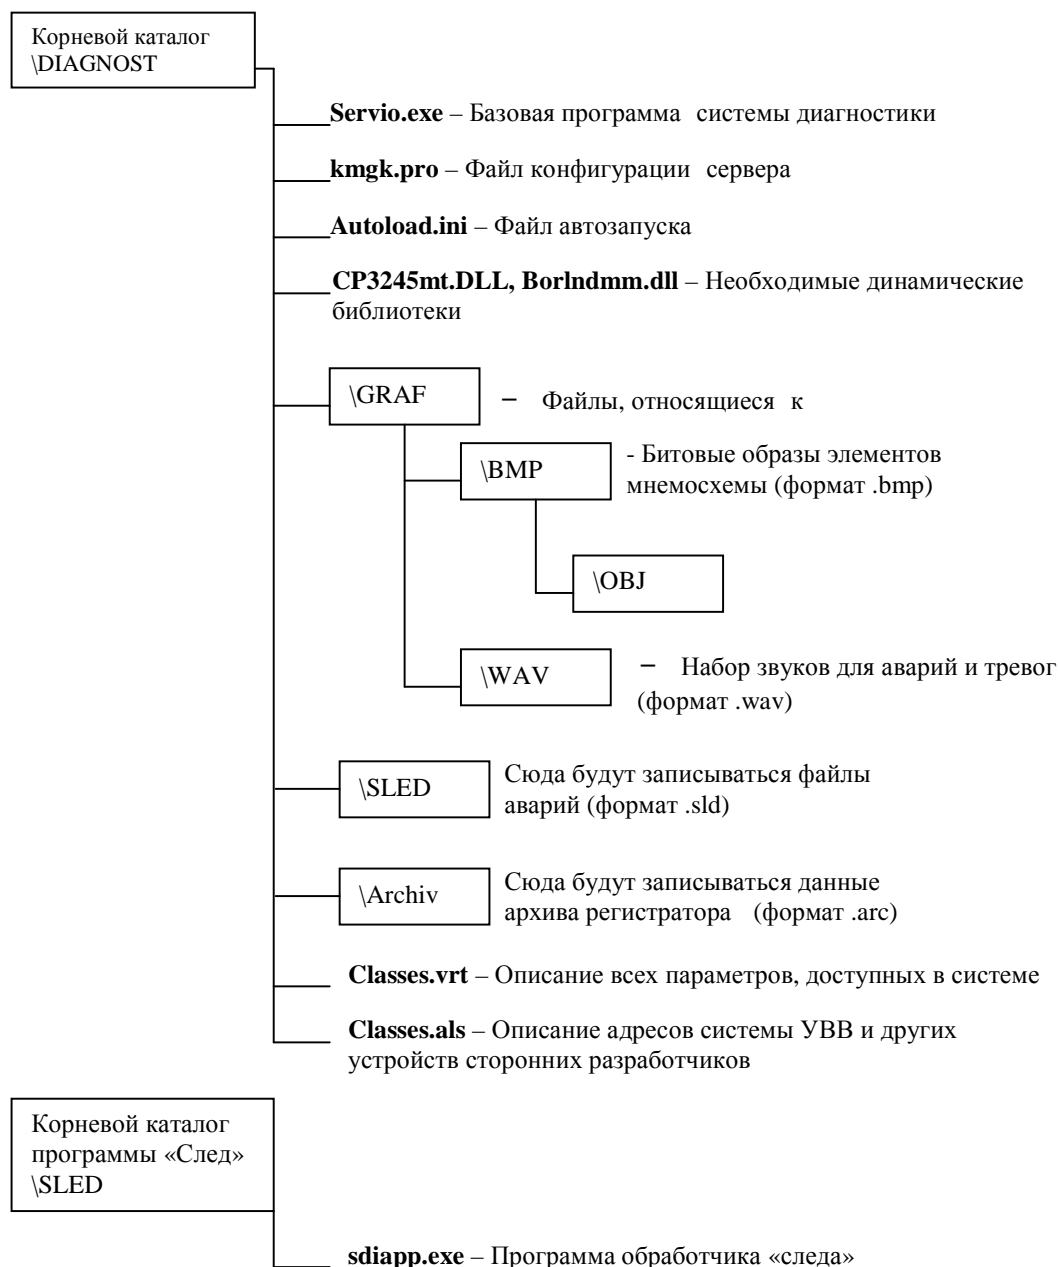 Корневой каталог
\DIAGNOST
Servio.exe – Базовая программа системы диагностики
kmgk.pro – Файл конфигурации сервера
Autoload.ini – Файл автозапуска
CP3245mt.DLL, Borlndmm.dll – Необходимые динамические
библиотеки
\GRAF
– Файлы, относящиеся к
\BMP
- Битовые образы элементов
мнемосхемы (формат .bmp)
\OBJ
\WAV
– Набор звуков для аварий и тревог
(формат .wav)
\SLED
Сюда будут записываться файлы
аварий (формат .sld)
\Archiv
Сюда будут записываться данные
архива регистратора (формат .arc)
Classes.vrt – Описание всех параметров, доступных в системе
Classes.als – Описание адресов системы УВВ и других
устройств сторонних разработчиков
Корневой каталог
программы «След»
\SLED
sdiapp.exe – Программа обработчика «следа»